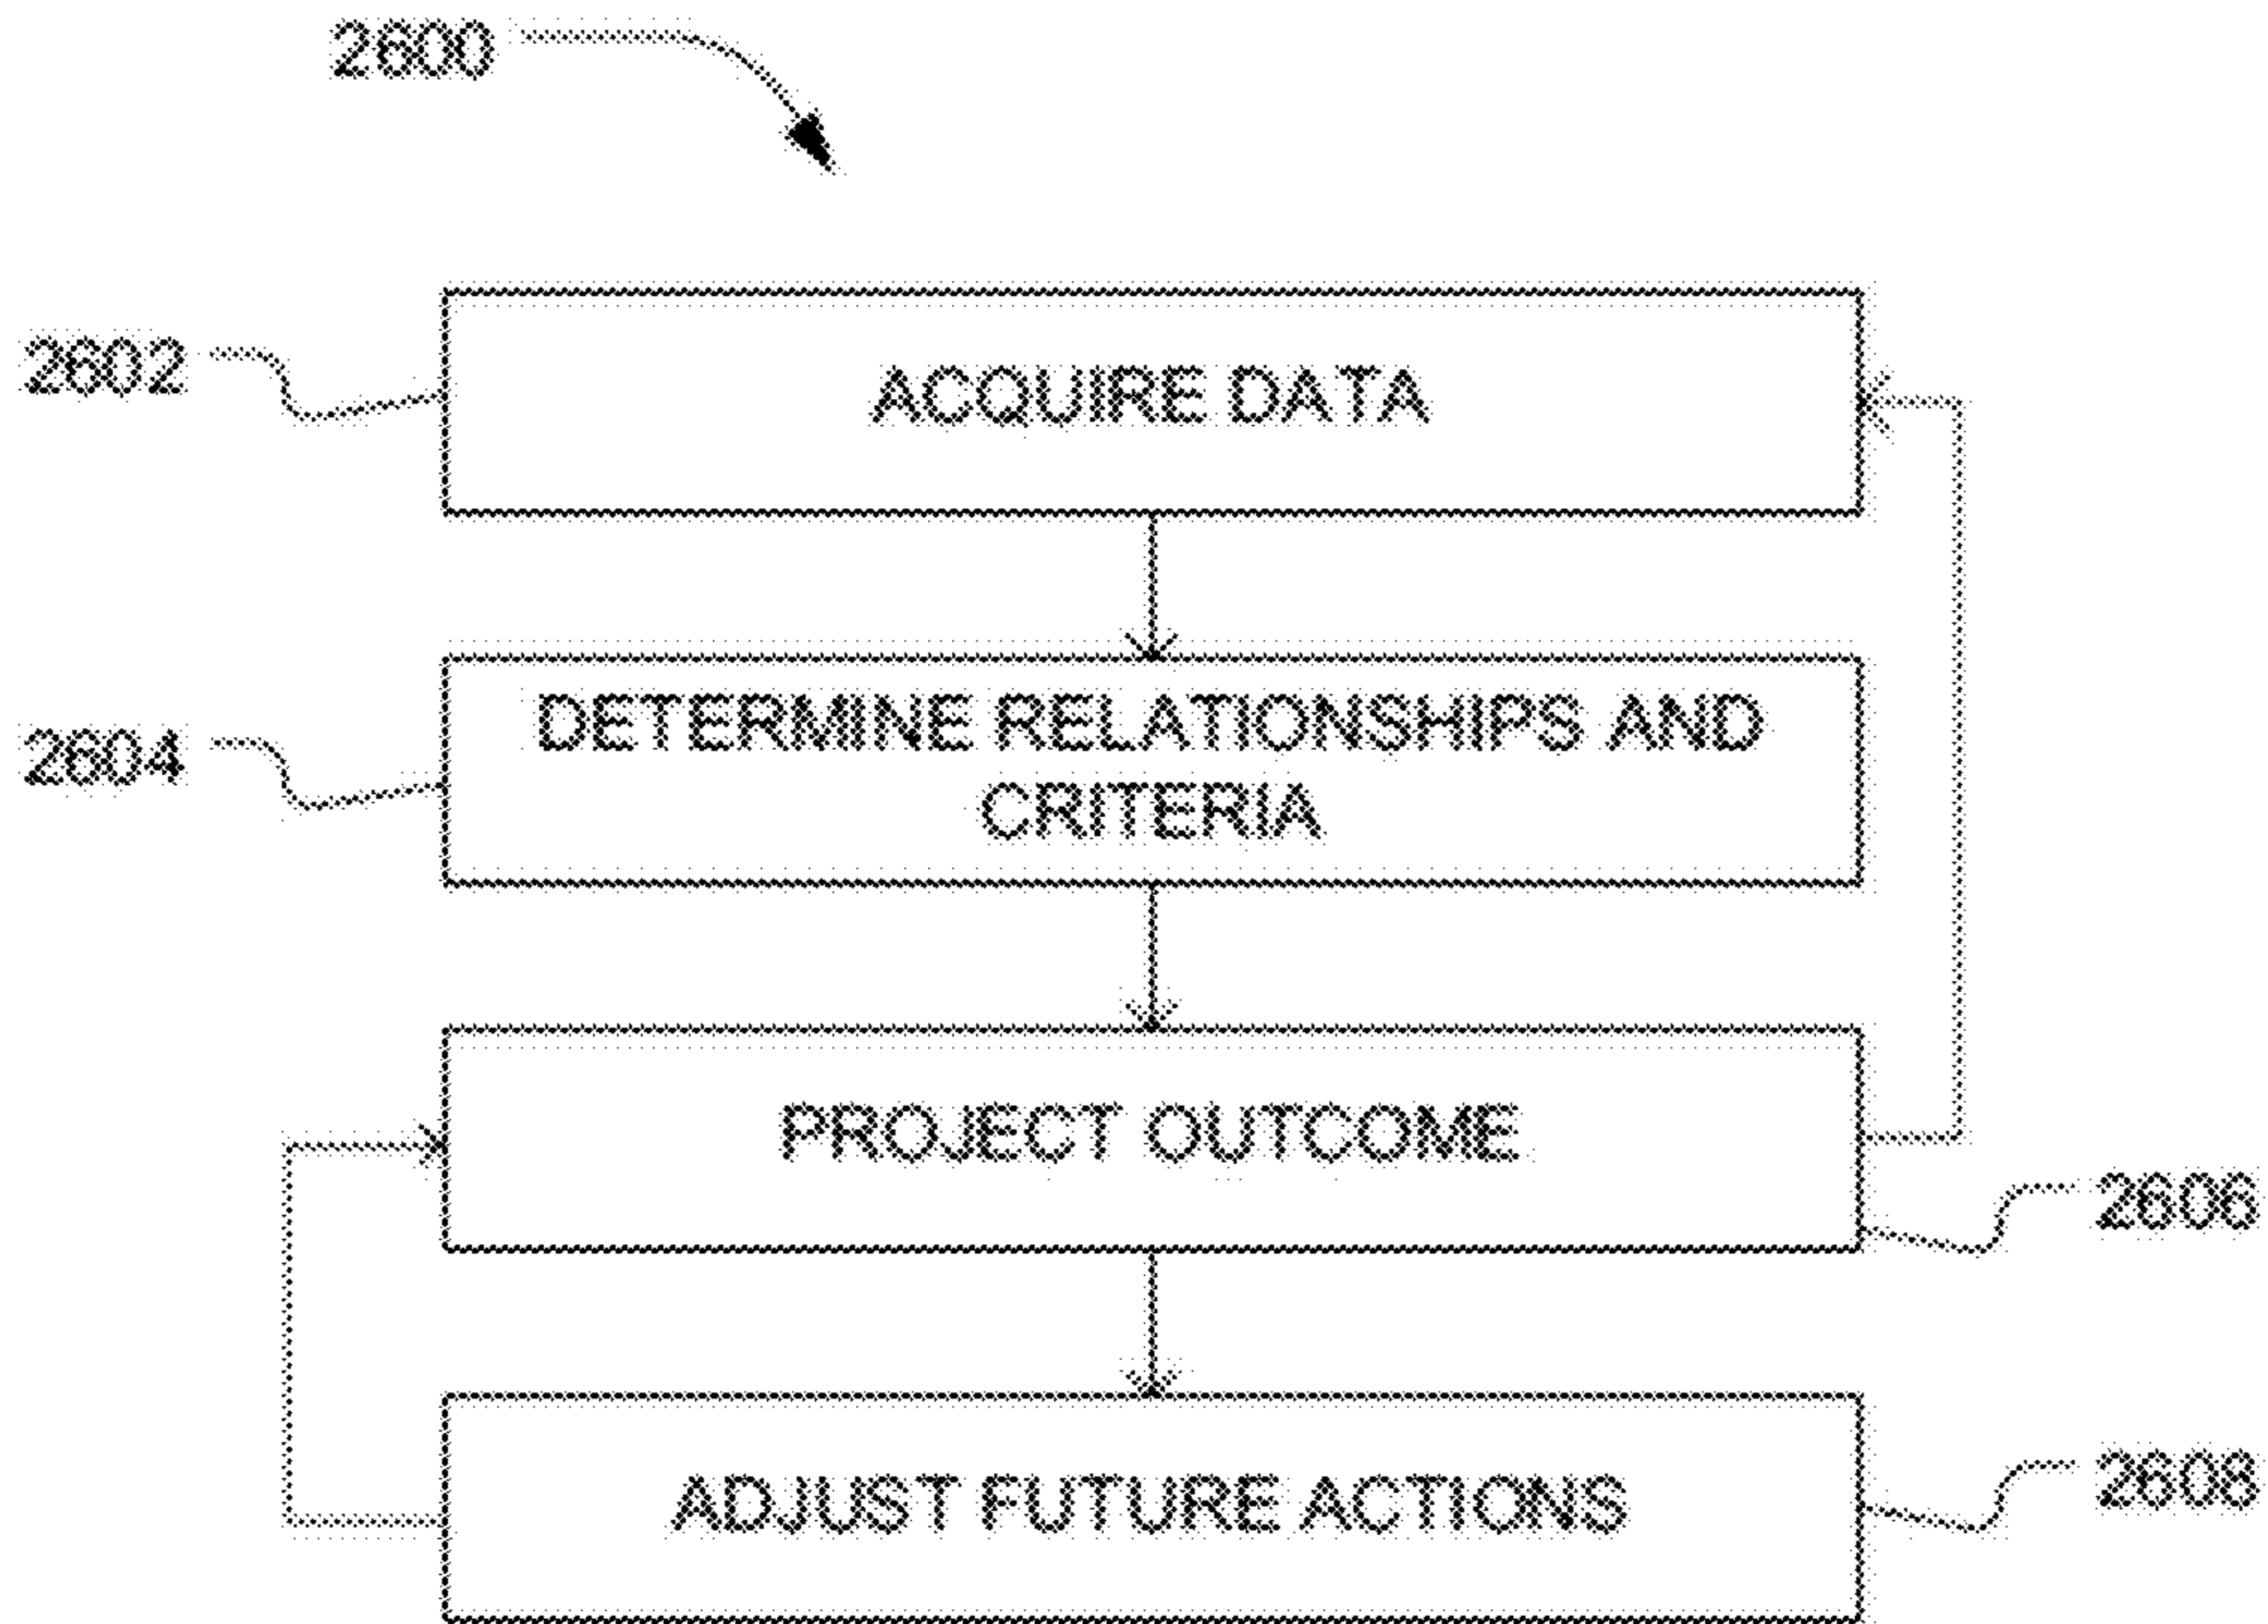 2600
2602
ACQUIRE DATA
2604
DETERMINE RELATIONSHIPS AND
CRITERIA
PROJECT OUTCOME
2606
ADJUST FUTURE ACTIONS
2608